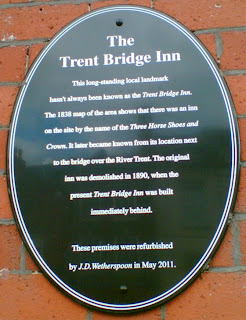 The
Trent Bridge Inn
This long-standing local landmark
hasn't always been known as the Trent Bridge Inn.
The 1838 map of the area shows that there was an inn
on the site by the name of the Three Horse Shoes and
Crown. It later became known from its location next
to the bridge over the River Trent. The original
inn was demolished in 1890, when the
present Trent Bridge Inn was built
immediately behind.
These premises were refurbished
by J.D.Wetherspoon in May 2011.